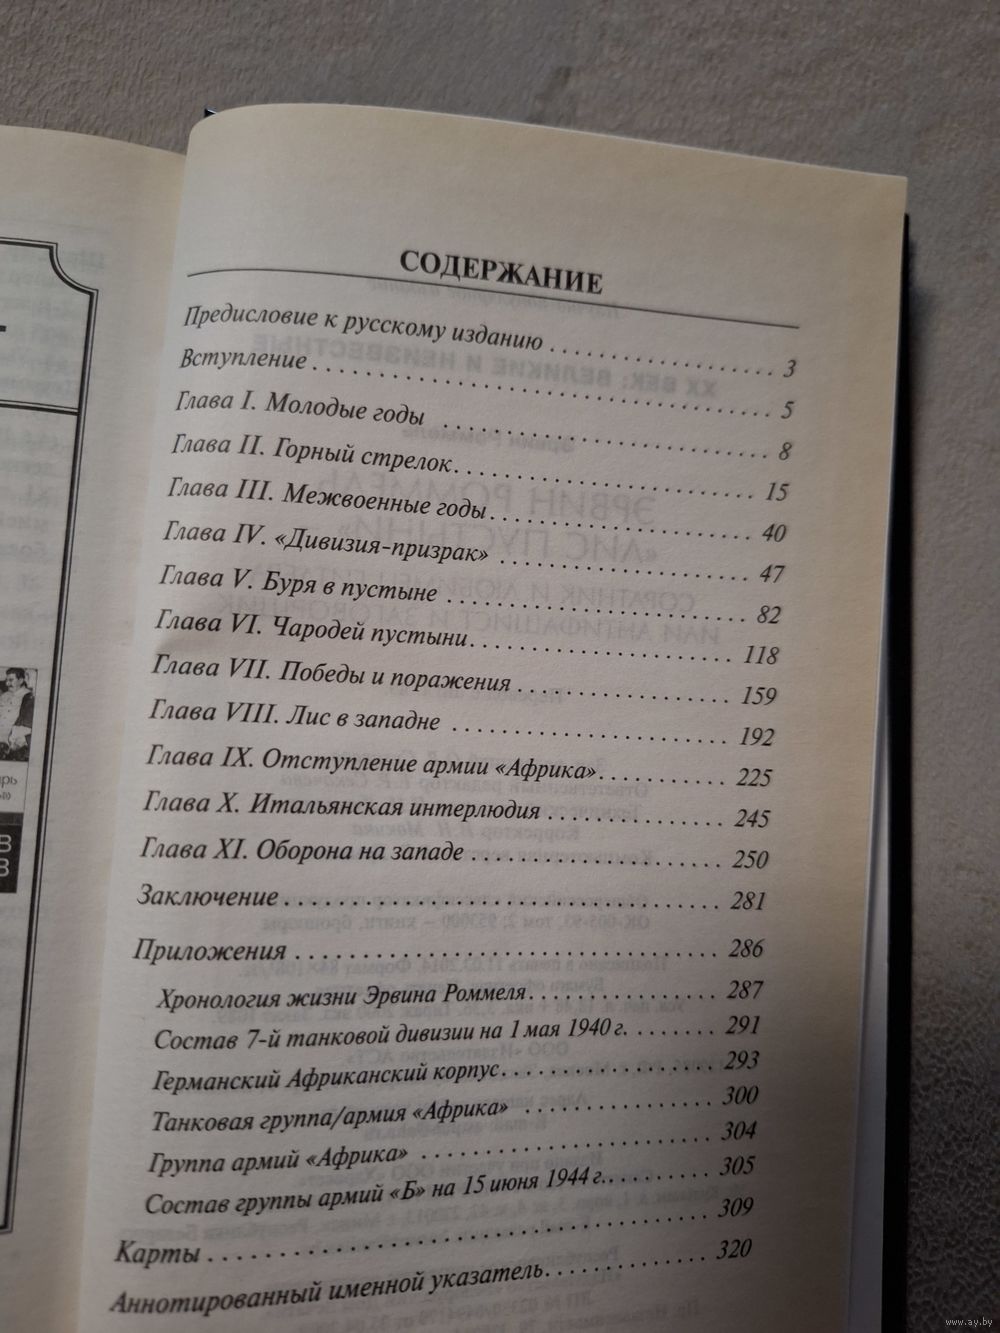 СОДЕРЖАНИЕ
Предисловие к русскому изданию . . . . . . . . . . . . . . . . . 3
Вступление . . . . . . . . . . . . . . . . . . . . . . . . . . . . . . . . . . . 5
Глава I. Молодые годы . . . . . . . . . . . . . . . . . . . . . . . . . 8
Глава II. Горный стрелок. . . . . . . . . . . . . . . . . . . . . . . . 15
Глава III. Межвоенные годы. . . . . . . . . . . . . . . . . . . . . . 40
Глава IV. «Дивизия-призрак» . . . . . . . . . . . . . . . . . . . . . 47
Глава V. Буря в пустыне . . . . . . . . . . . . . . . . . . . . . . . . 82
Глава VI. Чародей пустыни. . . . . . . . . . . . . . . . . . . . . . 118
Глава VII. Победы и поражения . . . . . . . . . . . . . . . . . . 159
Глава VIII. Лис в западне . . . . . . . . . . . . . . . . . . . . . . . 192
Глава IX. Отступление армии «Африка». . . . . . . . . . . . 225
Глава X. Итальянская интерлюдия . . . . . . . . . . . . . . . 245
Глава XI. Оборона на западе . . . . . . . . . . . . . . . . . . . . 250
Заключение . . . . . . . . . . . . . . . . . . . . . . . . . . . . . . . . . . 281
Приложения . . . . . . . . . . . . . . . . . . . . . . . . . . . . . . . . . 286
Хронология жизни Эрвина Роммеля. . . . . . . . . . . . . . . 287
Состав 7-й танковой дивизии на 1 мая 1940 г. . . . . . . 291
Германский Африканский корпус. . . . . . . . . . . . . . . . . 293
Танковая группа/армия «Африка» . . . . . . . . . . . . . . . 300
Группа армий «Африка» . . . . . . . . . . . . . . . . . . . . . . . 304
Состав группы армий «Б» на 15 июня 1944 г.. . . . . . . . 305
Карты . . . . . . . . . . . . . . . . . . . . . . . . . . . . . . . . . . . . . . . 309
Аннотированный именной указатель. . . . . . . . . . . . . . 320
www.ay.by